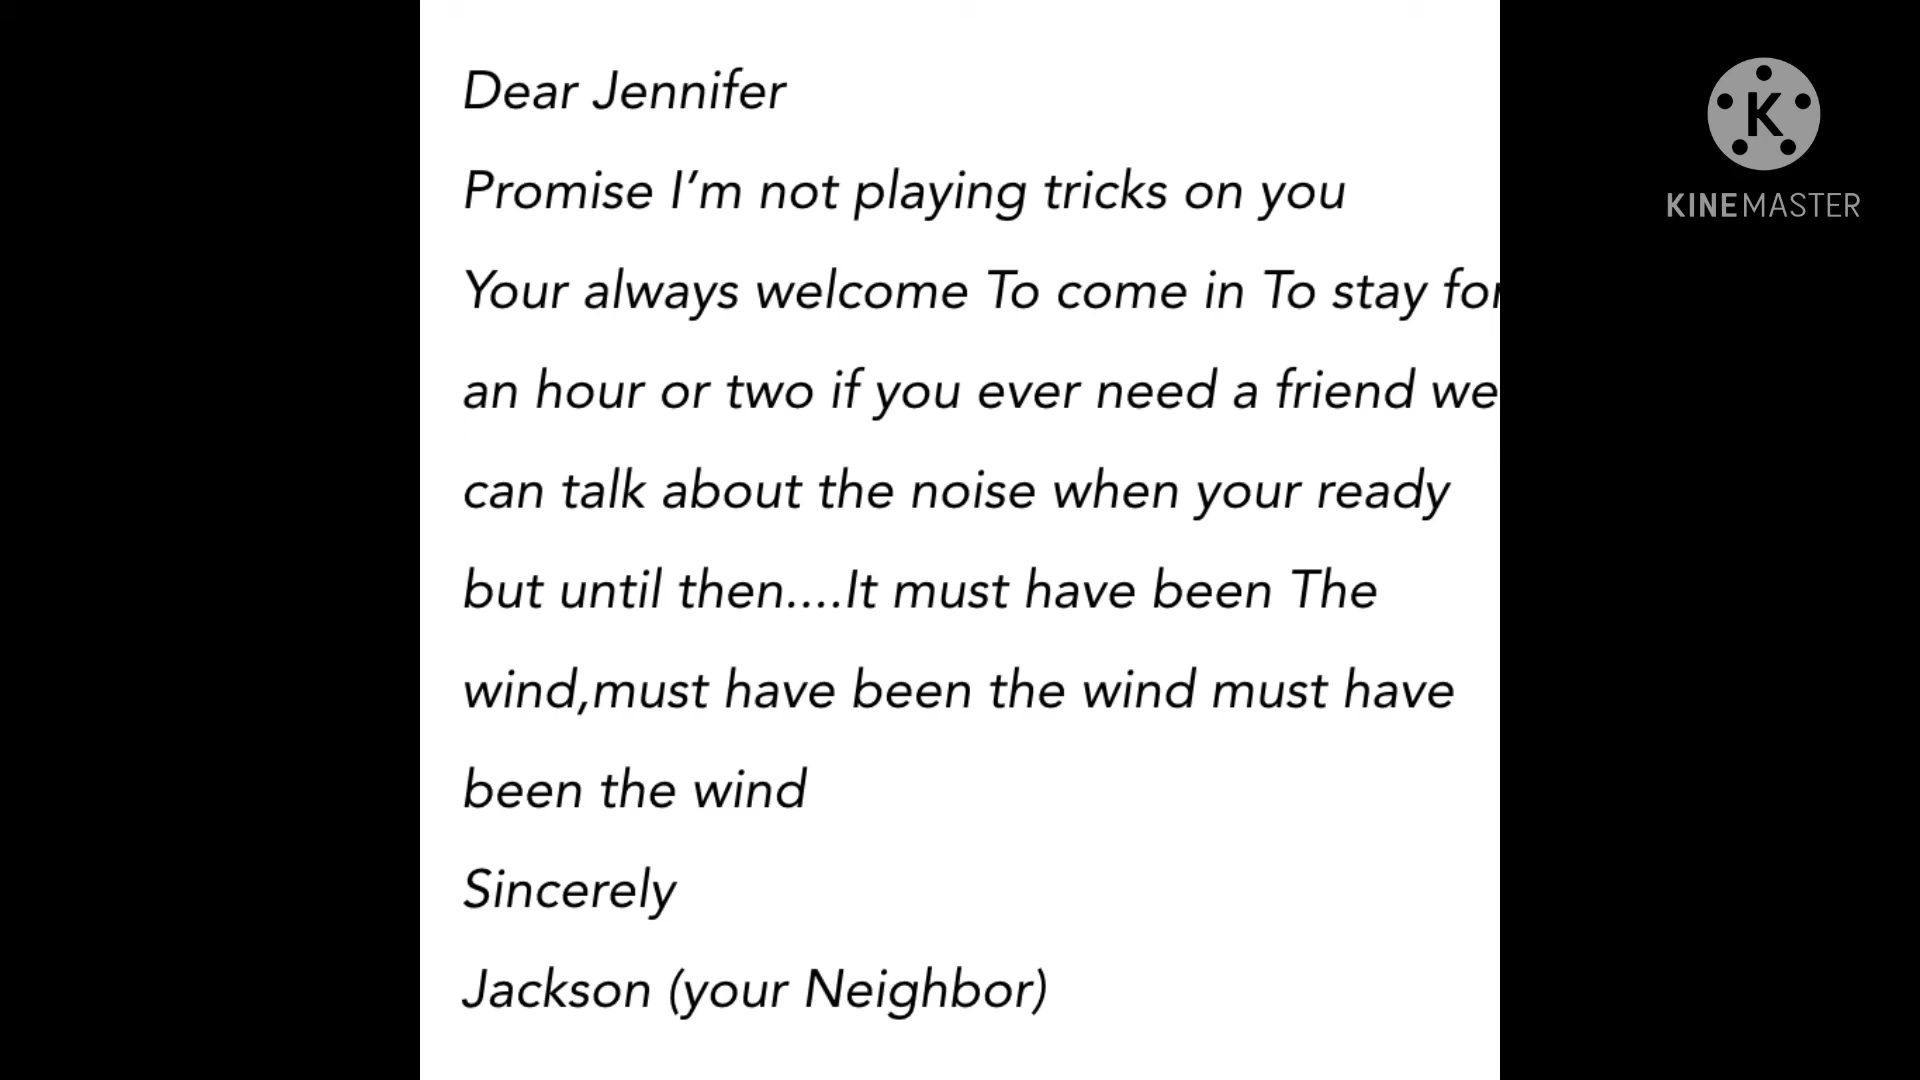 Dear Jennifer
Promise I’m not playing tricks on you
Your always welcome To come in To stay for
an hour or two if you ever need a friend we
can talk about the noise when your ready
but until then....It must have been The
wind,must have been the wind must have
been the wind
Sincerely
Jackson (your Neighbor)
K
KINEMASTER